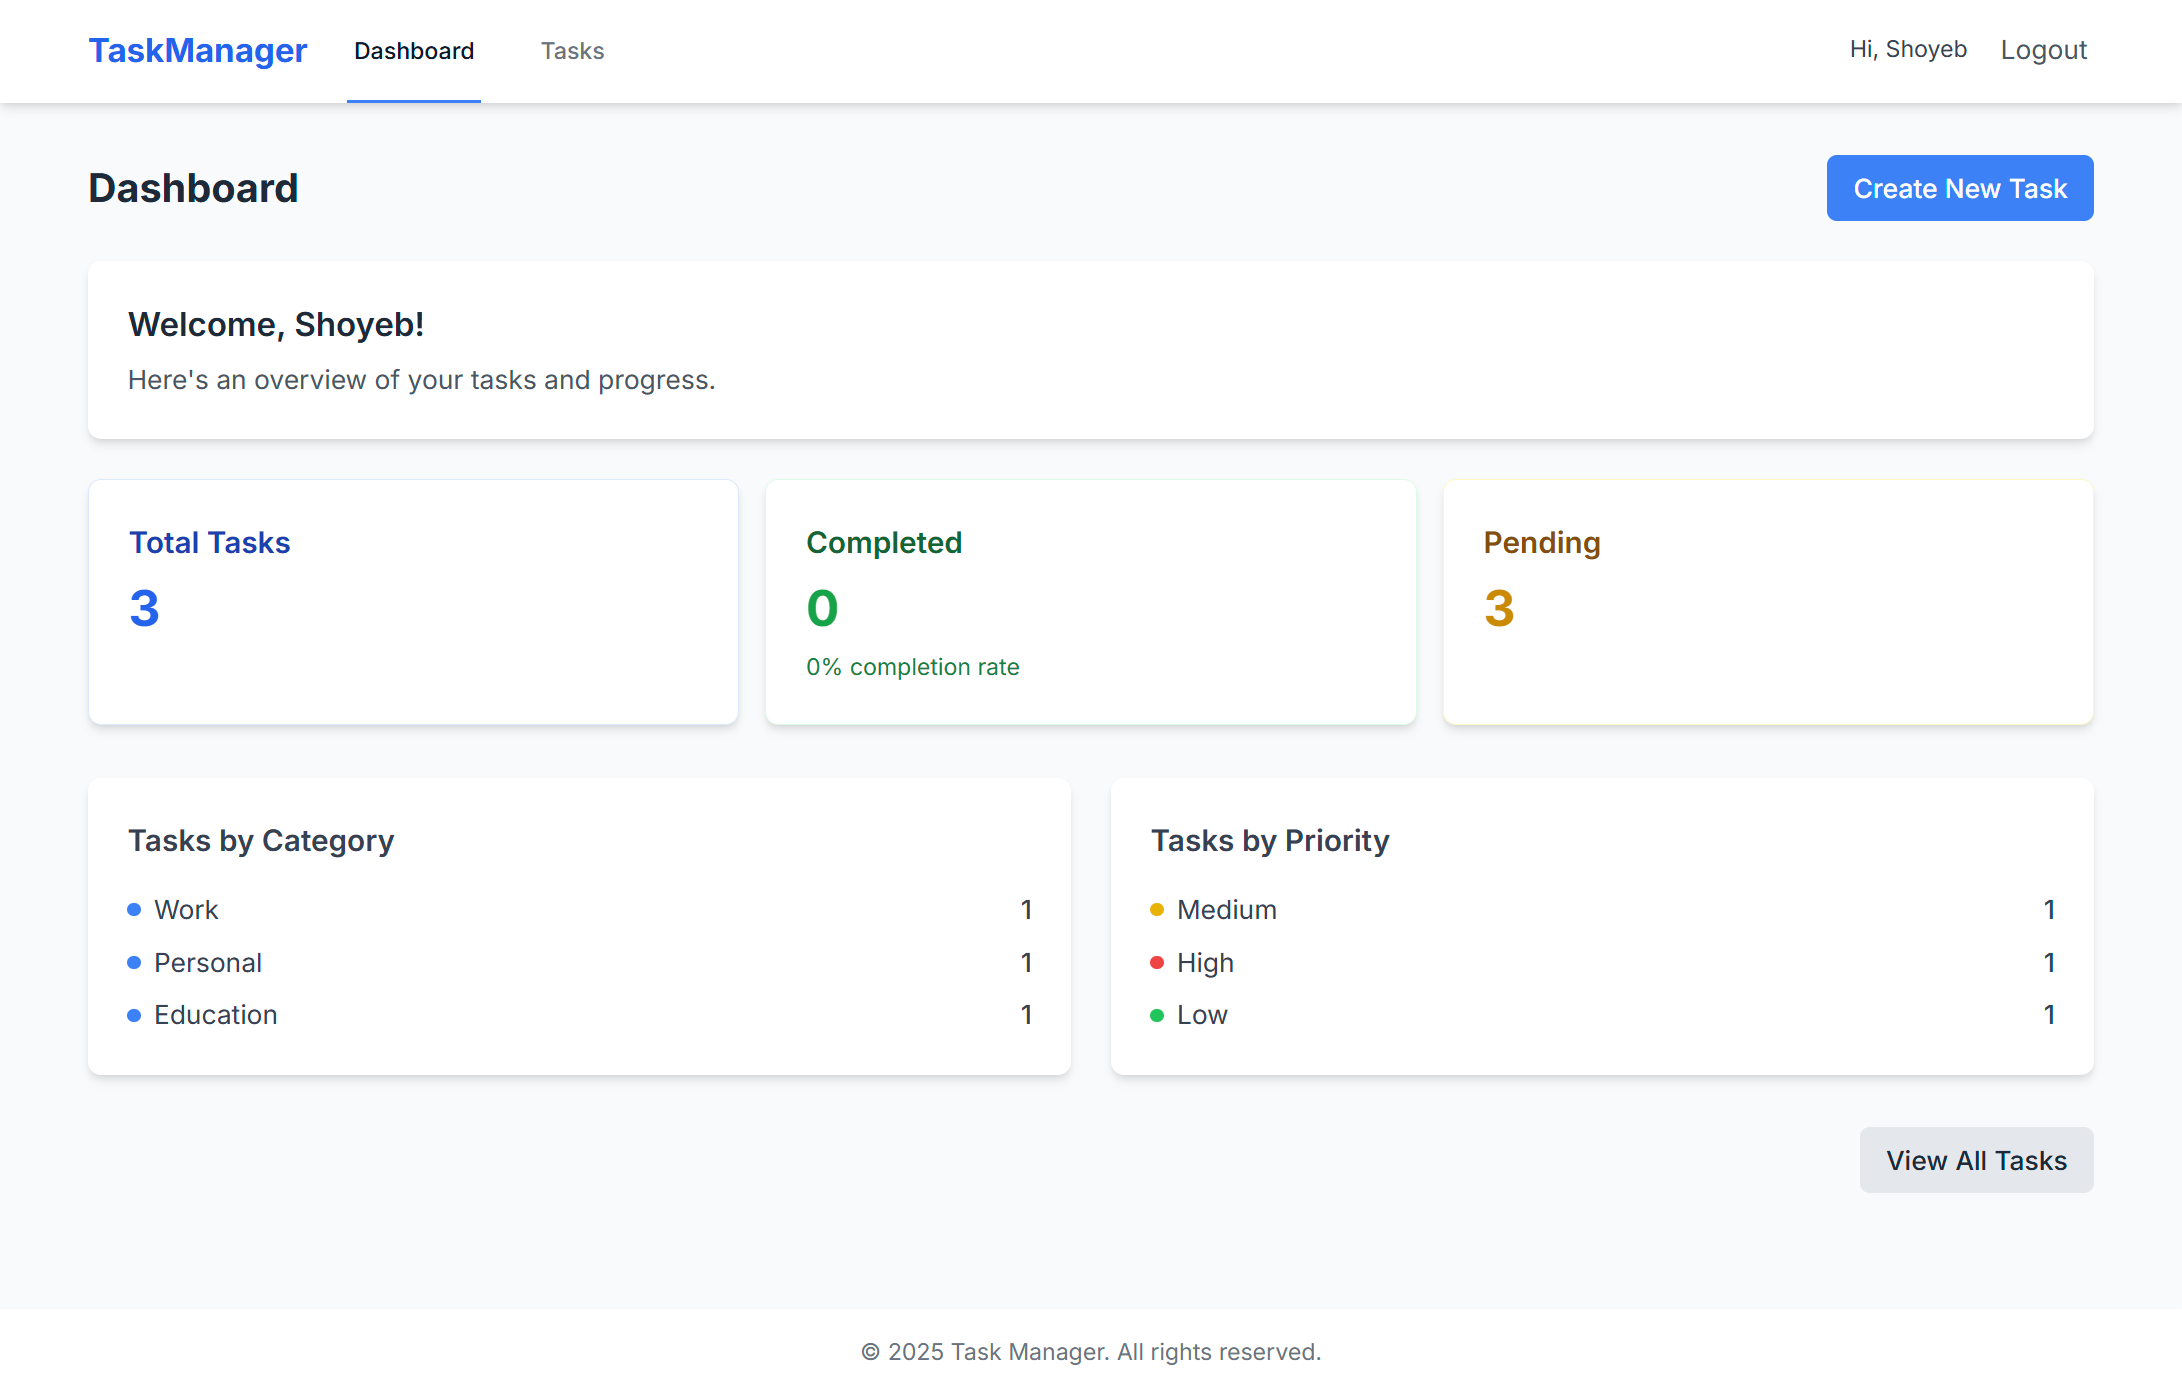 TaskManager
Dashboard
Tasks
Hi, Shoyeb
Logout
Dashboard
Create New Task
Welcome, Shoyeb!
Here's an overview of your tasks and progress.
Total Tasks
3
Completed
0
0% completion rate
Pending
3
Tasks by Category
Work 1
Personal 1
Education 1
Tasks by Priority
Medium 1
High 1
Low 1
View All Tasks
© 2025 Task Manager. All rights reserved.